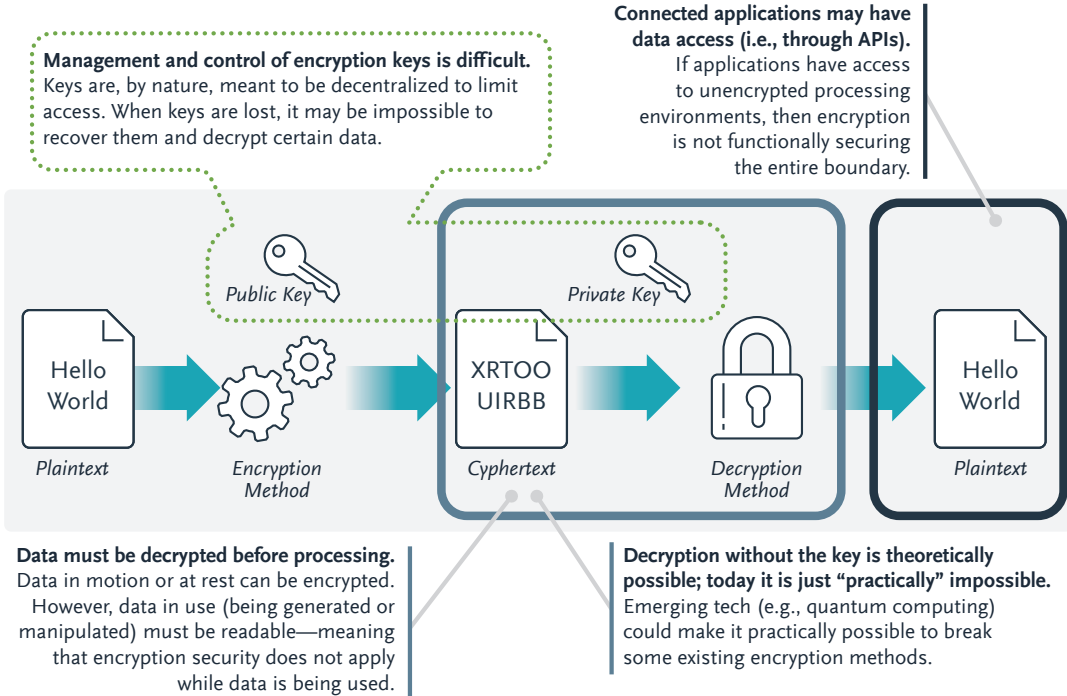 Management and control of encryption keys is difficult.
Keys are, by nature, meant to be decentralized to limit
access. When keys are lost, it may be impossible to
recover them and decrypt certain data.
Connected applications may have
data access (i.e., through APIs).
If applications have access
to unencrypted processing
environments, then encryption
is not functionally securing
the entire boundary.
Public Key
Private Key
Hello
World
Plaintext
Encryption
Method
XRTOO
UIRBB
Cyphertext
Decryption
Method
Hello
World
Plaintext
Data must be decrypted before processing.
Data in motion or at rest can be encrypted.
However, data in use (being generated or
manipulated) must be readable—meaning
that encryption security does not apply
while data is being used.
Decryption without the key is theoretically
possible; today it is just “practically” impossible.
Emerging tech (e.g., quantum computing)
could make it practically possible to break
some existing encryption methods.